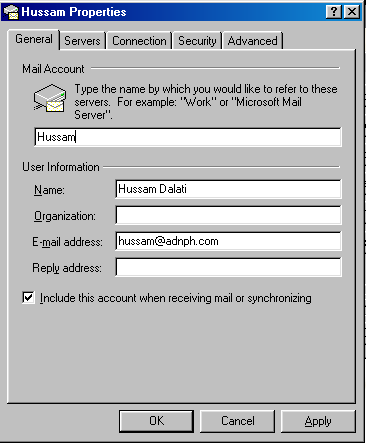 Hussam Properties
General Servers Connection Security Advanced
Mail Account
Type the name by which you would like to refer to these
servers. For example: "Work" or "Microsoft Mail
Server".
Hussam
User Information
Name: Hussam Dalati
Organization:
E-mail address: hussam@adnph.com
Reply address:
Include this account when receiving mail or synchronizing
OK Cancel Apply